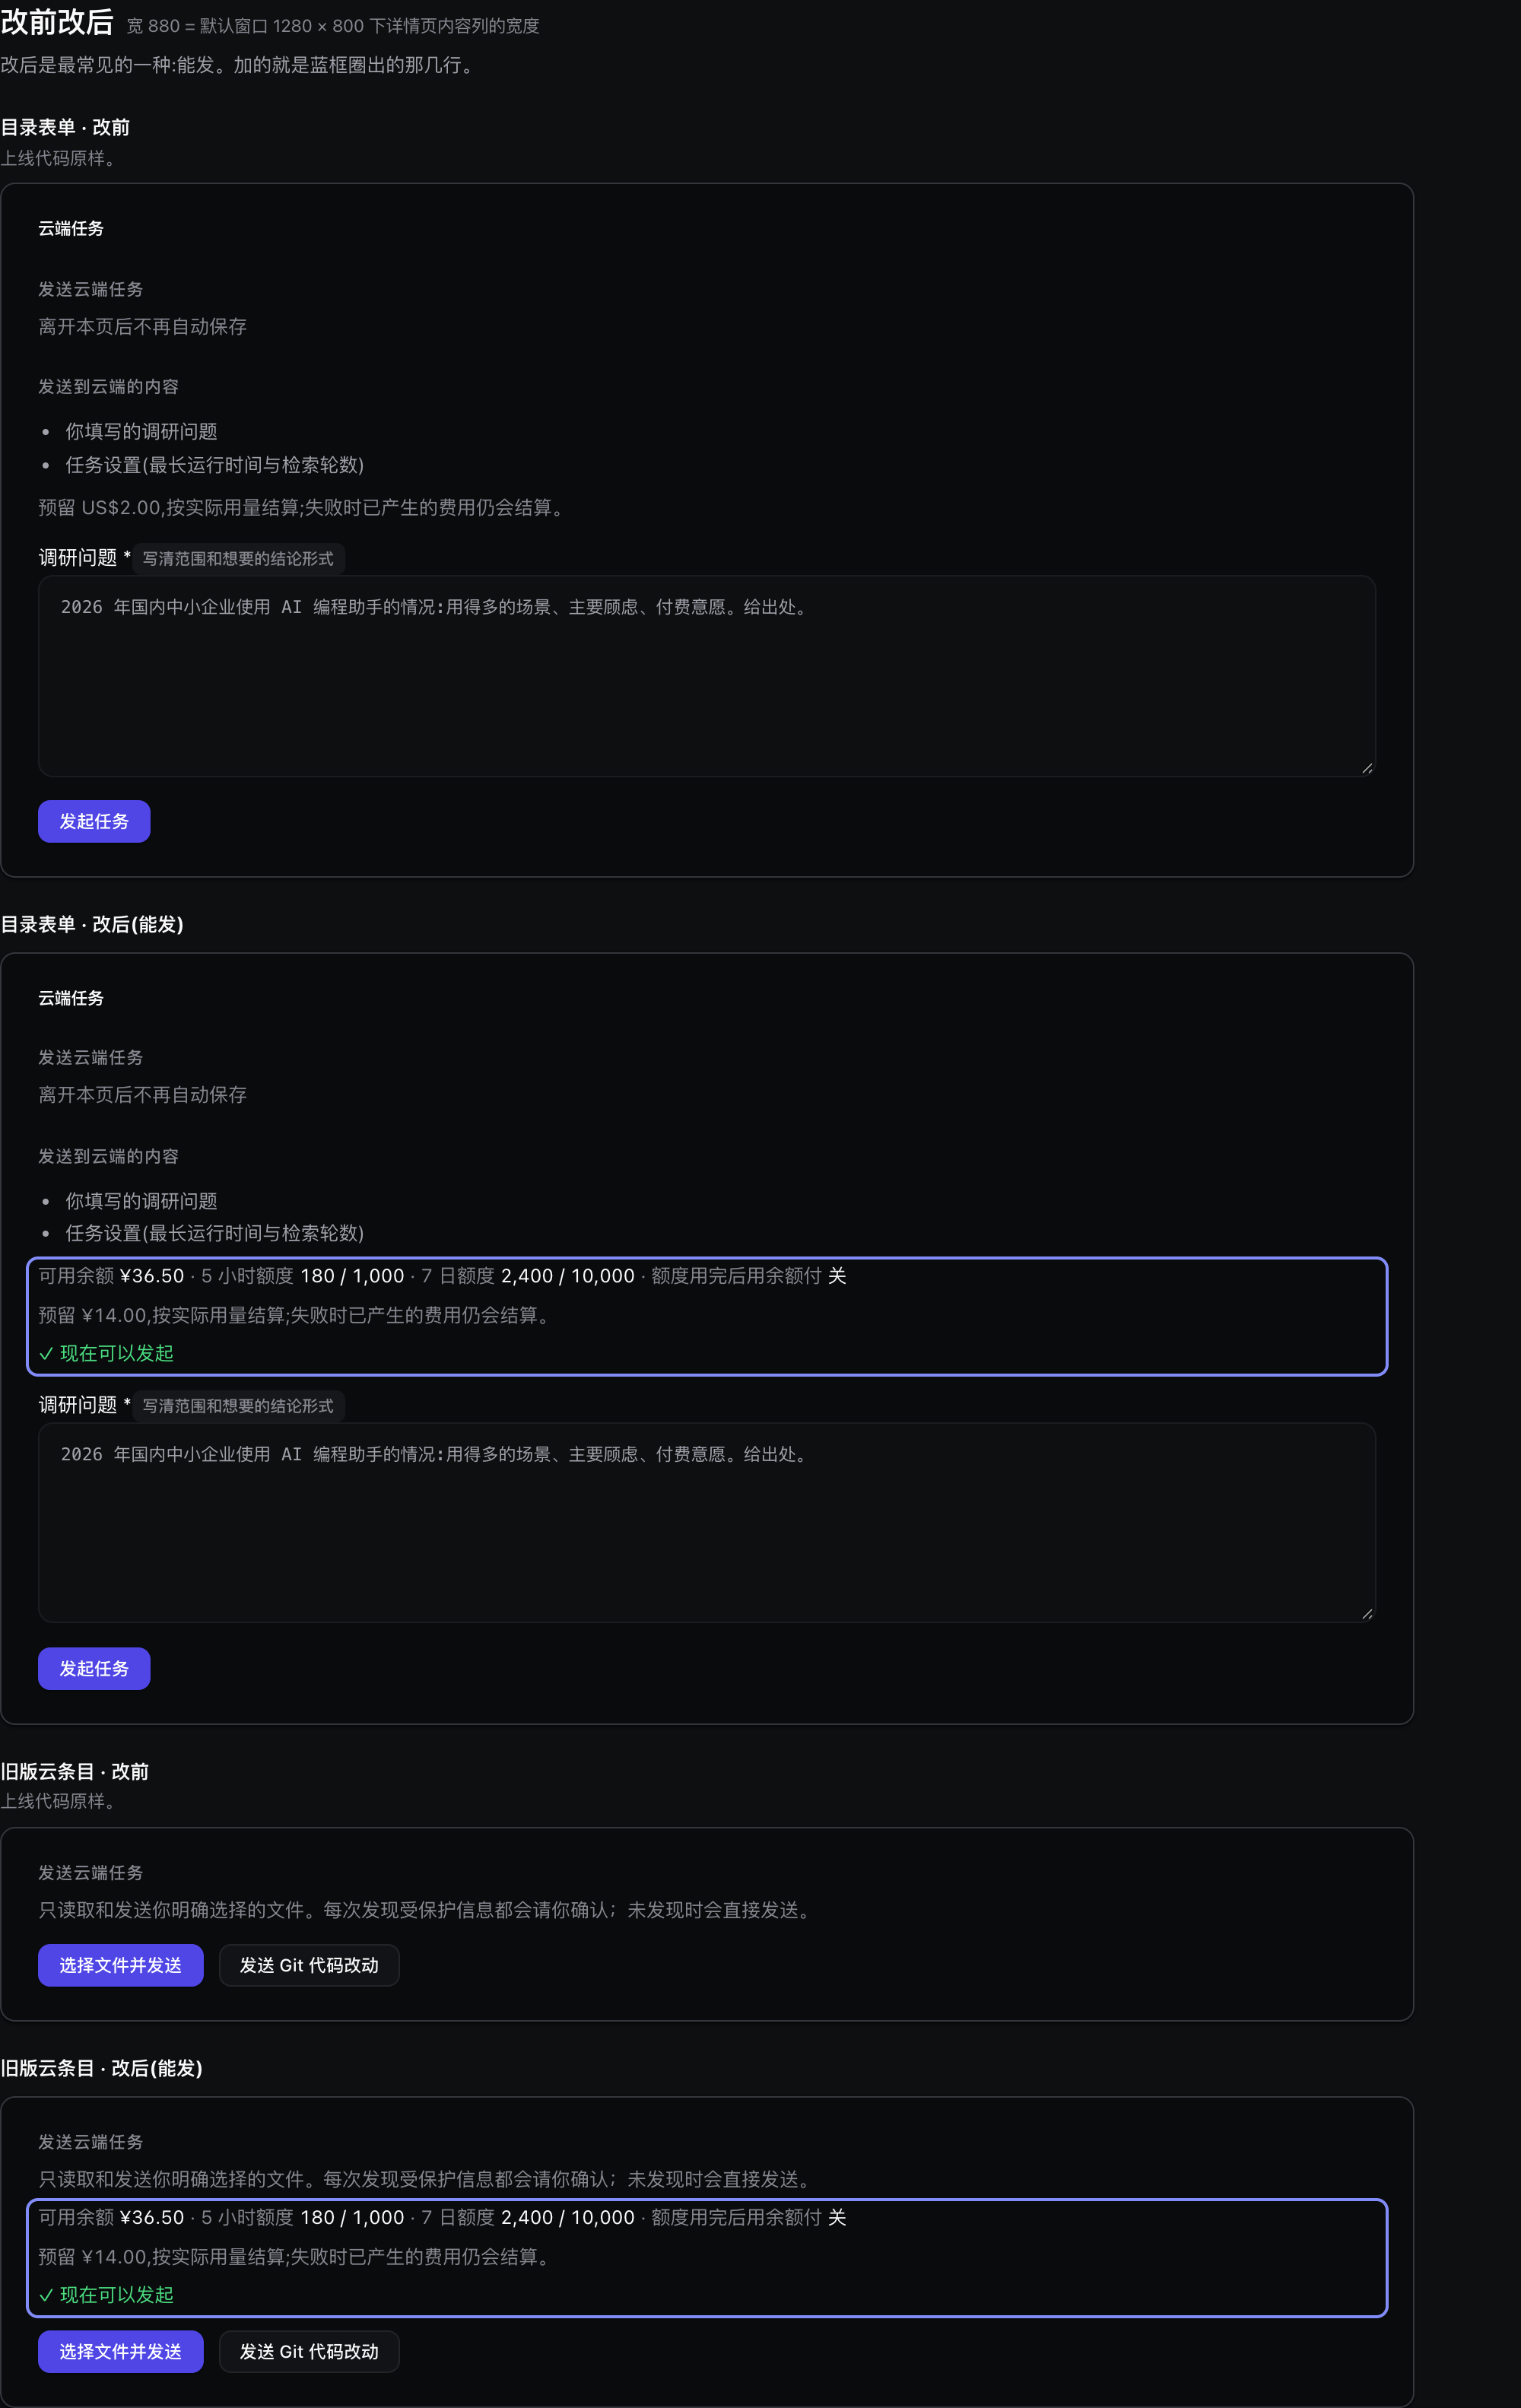 改前改后 宽 880 = 默认窗口 1280 × 800 下详情页内容列的宽度
改后是最常见的一种:能发。加的就是蓝框圈出的那几行。
目录表单 · 改前
上线代码原样。
云端任务
发送云端任务
离开本页后不再自动保存
发送到云端的内容
• 你填写的调研问题
• 任务设置(最长运行时间与检索轮数)
预留 US$2.00,按实际用量结算;失败时已产生的费用仍会结算。
调研问题 * 写清范围和想要的结论形式
2026 年国内中小企业使用 AI 编程助手的情况:用得多的场景、主要顾虑、付费意愿。给出处。
发起任务
目录表单 · 改后(能发)
云端任务
发送云端任务
离开本页后不再自动保存
发送到云端的内容
• 你填写的调研问题
• 任务设置(最长运行时间与检索轮数)
可用余额 ¥36.50 · 5 小时额度 180 / 1,000 · 7 日额度 2,400 / 10,000 · 额度用完后用余额付 关
预留 ¥14.00,按实际用量结算;失败时已产生的费用仍会结算。
✓ 现在可以发起
调研问题 * 写清范围和想要的结论形式
2026 年国内中小企业使用 AI 编程助手的情况:用得多的场景、主要顾虑、付费意愿。给出处。
发起任务
旧版云条目 · 改前
上线代码原样。
发送云端任务
只读取和发送你明确选择的文件。每次发现受保护信息都会请你确认；未发现时会直接发送。
选择文件并发送 发送 Git 代码改动
旧版云条目 · 改后(能发)
发送云端任务
只读取和发送你明确选择的文件。每次发现受保护信息都会请你确认；未发现时会直接发送。
可用余额 ¥36.50 · 5 小时额度 180 / 1,000 · 7 日额度 2,400 / 10,000 · 额度用完后用余额付 关
预留 ¥14.00,按实际用量结算;失败时已产生的费用仍会结算。
✓ 现在可以发起
选择文件并发送 发送 Git 代码改动